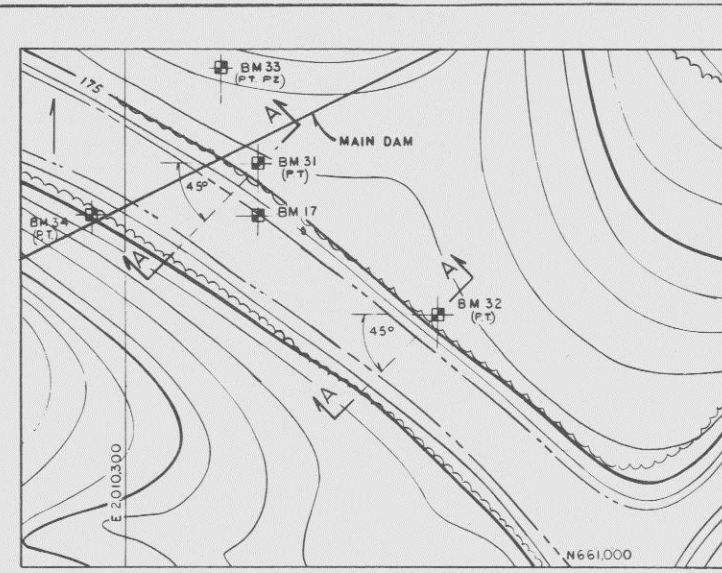 BM 33
(P.T. PZ)
175
A
MAIN DAM
BM 31
(P.T)
45°
BM 34
(P.T.)
BM 17
A
A
BM 32
(P.T)
45°
A
E 2,010,300
N661,000